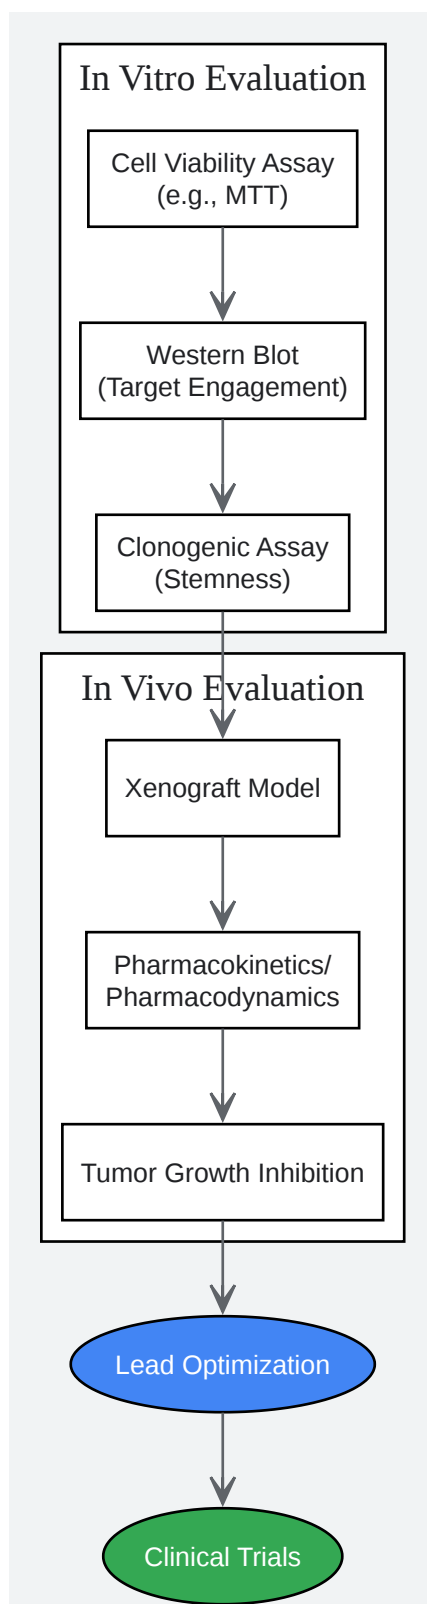 In Vitro Evaluation
Cell Viability Assay
(e.g., MTT)
Western Blot
(Target Engagement)
Clonogenic Assay
(Stemness)
In Vivo Evaluation
Xenograft Model
Pharmacokinetics/
Pharmacodynamics
Tumor Growth Inhibition
Lead Optimization
Clinical Trials